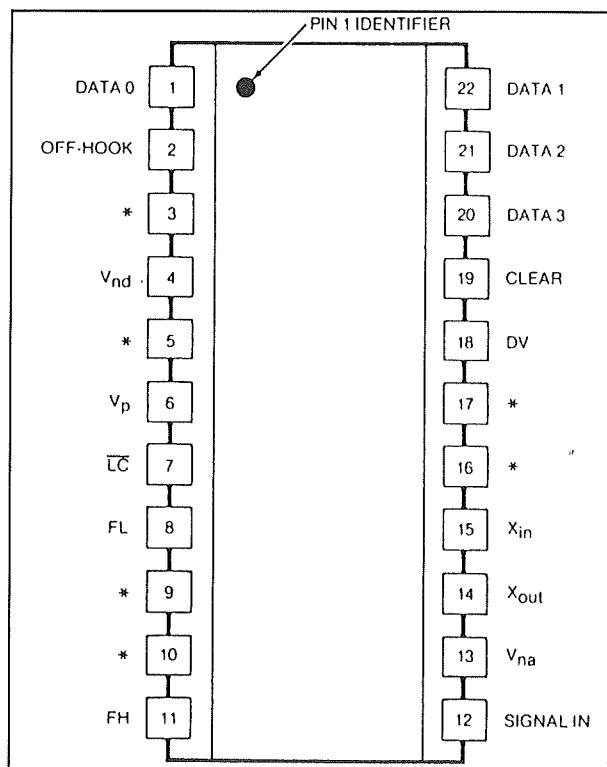 PIN 1 IDENTIFIER
DATA 0 1 22 DATA 1
OFF-HOOK 2 21 DATA 2
* 3 20 DATA 3
Vnd 4 19 CLEAR
* 5 18 DV
Vp 6 17 *
L̅C̅ 7 16 *
FL 8 15 Xin
* 9 14 Xout
* 10 13 Vna
FH 11 12 SIGNAL IN